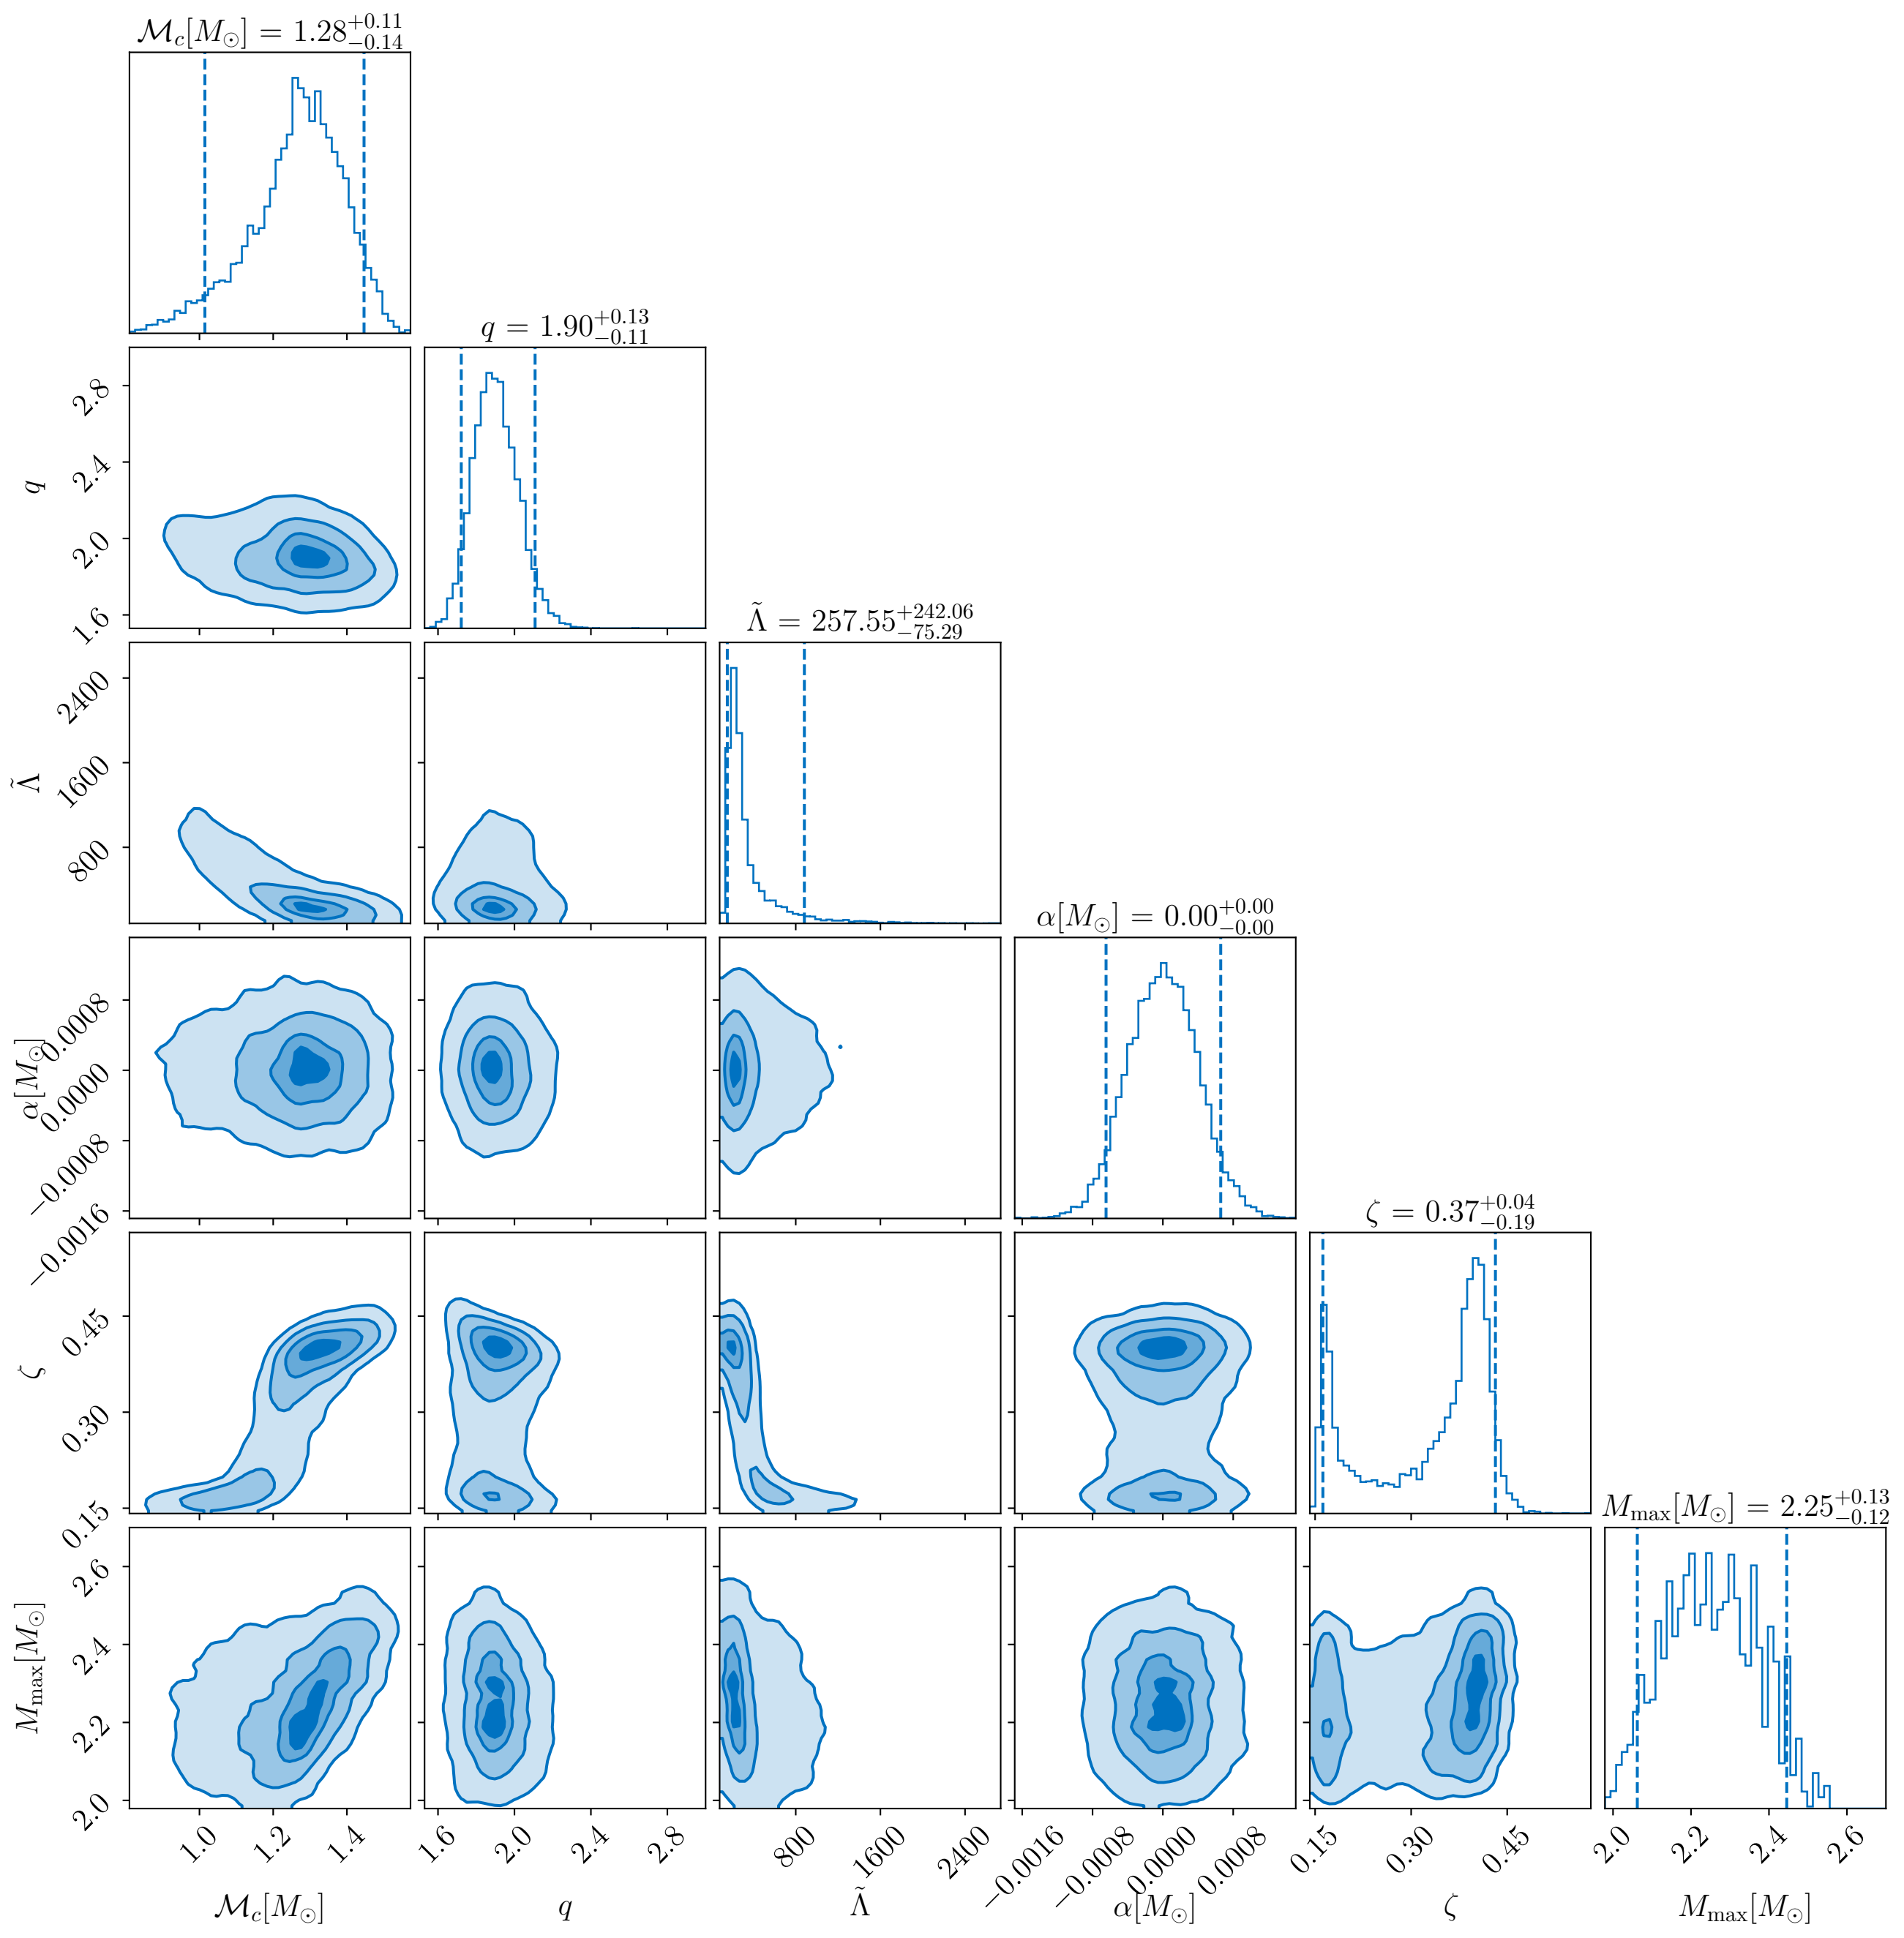 𝓜c[M⊙] = 1.28+0.11−0.14
q = 1.90+0.13−0.11
2.8
2.4
2.0
1.6
q
Λ̃ = 257.55+242.06−75.29
2400
1600
800
Λ̃
α[M⊙] = 0.00+0.00−0.00
0.0008
0.0000
−0.0008
−0.0016
α[M⊙]
ζ = 0.37+0.04−0.19
0.45
0.30
0.15
ζ
Mmax[M⊙] = 2.25+0.13−0.12
2.6
2.4
2.2
2.0
Mmax[M⊙]
1.0 1.2 1.4 1.6 2.0 2.4 2.8 800 1600 2400 −0.0016 −0.0008 0.0000 0.0008 0.15 0.30 0.45 2.0 2.2 2.4 2.6
𝓜c[M⊙] q Λ̃ α[M⊙] ζ Mmax[M⊙]